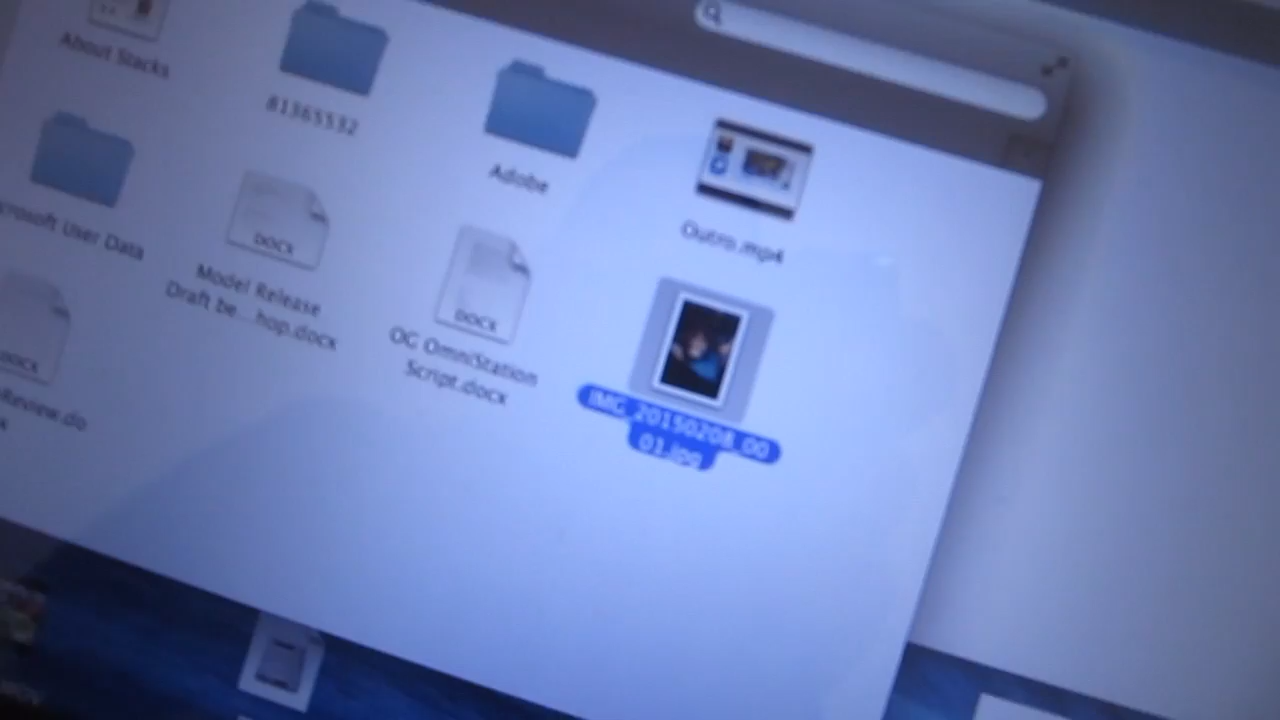 About Stacks
81365532
Adobe
Outro.mp4
crosoft User Data
Model Release
Draft be...hop.docx
DOCX
OG OmniStation
Script.docx
DOCX
IMG_20150208_00
01.jpg
DOCX
Review.do
x